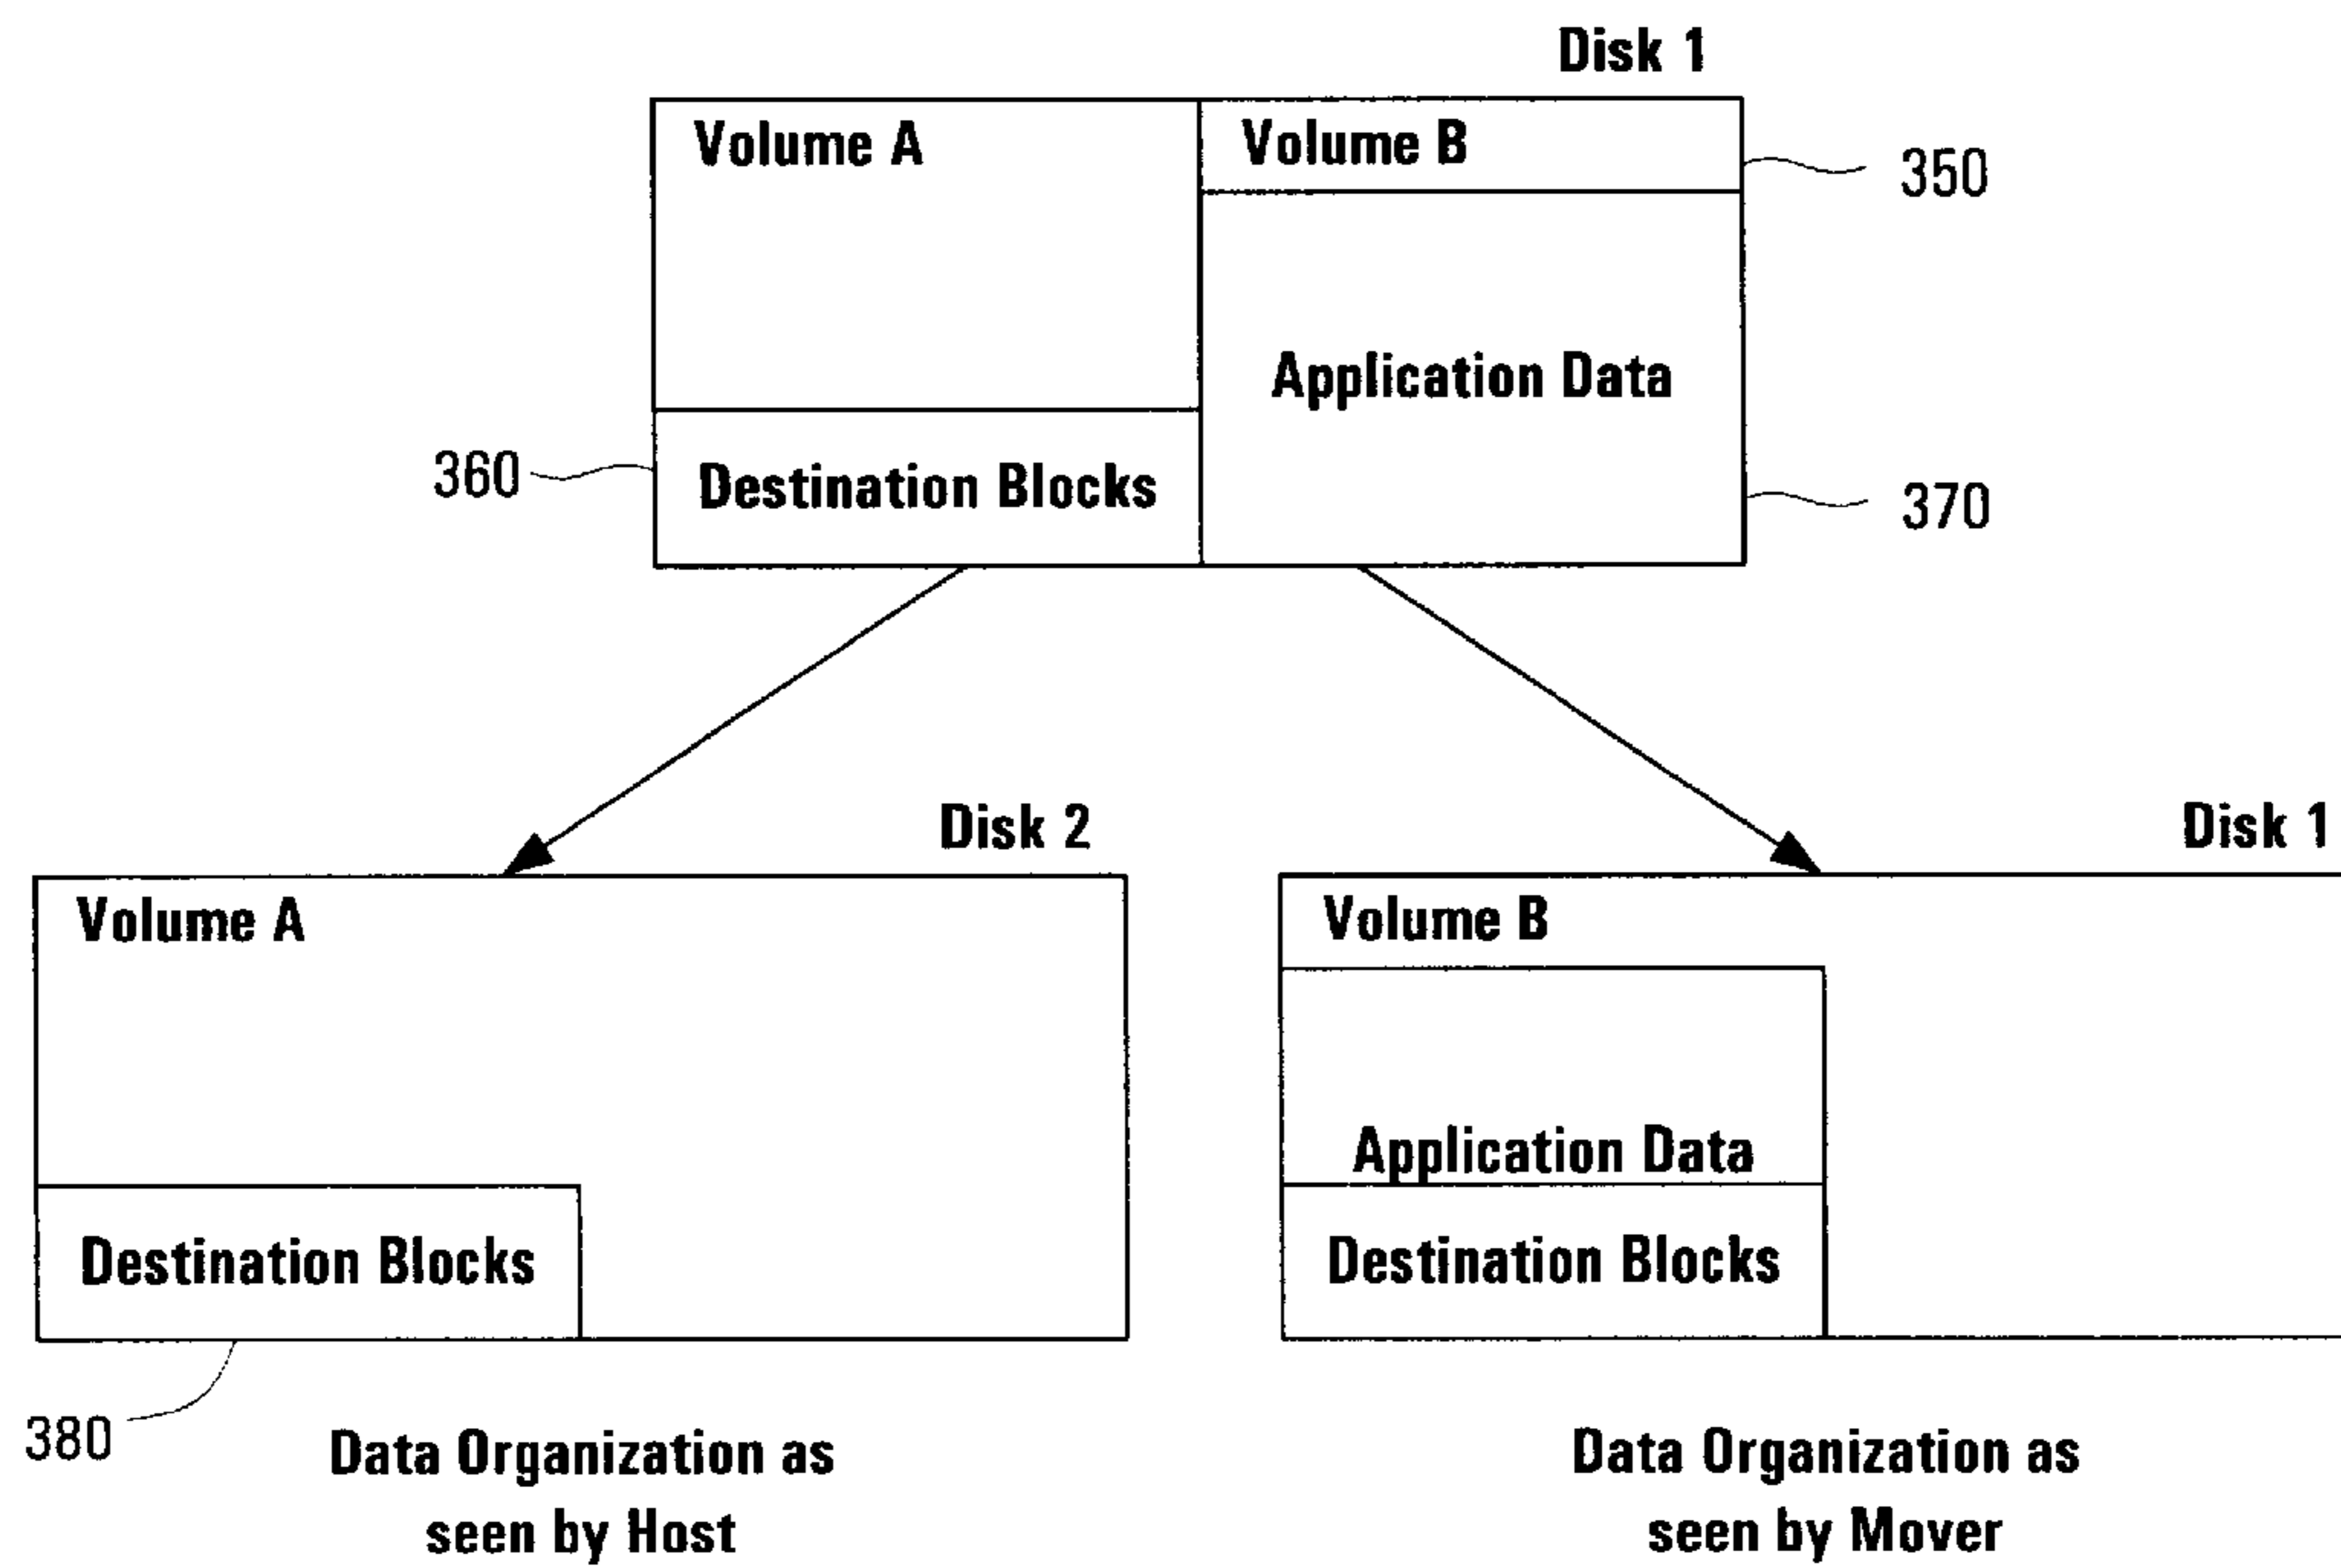 Disk 1
Volume A
Volume B
350
Application Data
360
Destination Blocks
370
Disk 2
Disk 1
Volume A
Volume B
Application Data
Destination Blocks
Destination Blocks
380
Data Organization as
seen by Host
Data Organization as
seen by Mover